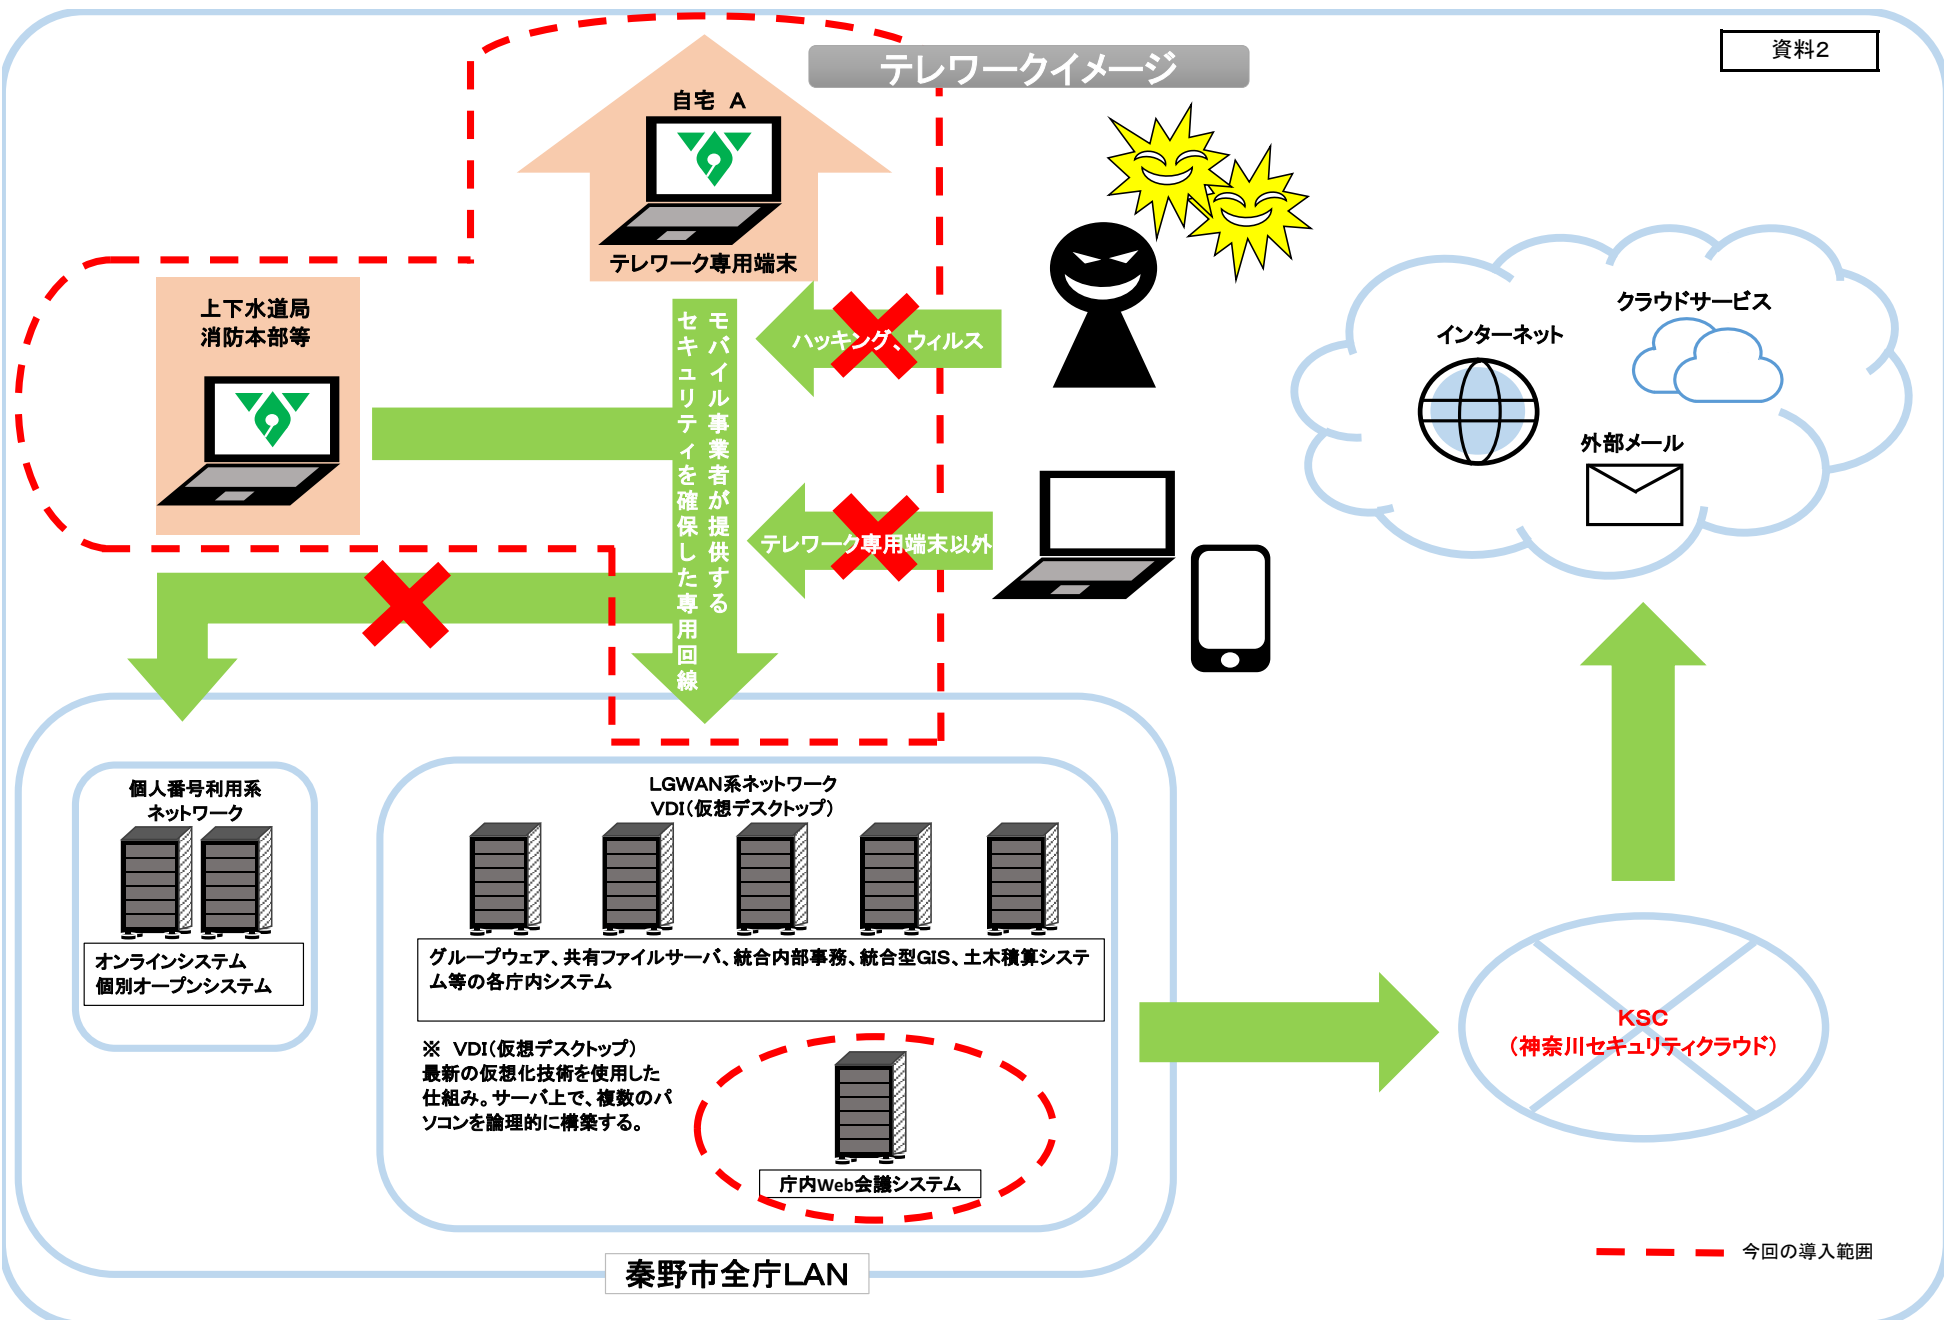 テレワークイメージ
資料2
自宅　A
テレワーク専用端末
上下水道局
消防本部等
モバイル事業者が提供する
セキュリティを確保した専用回線
ハッキング、ウィルス
テレワーク専用端末以外
クラウドサービス
インターネット
外部メール
個人番号利用系
ネットワーク
オンラインシステム
個別オープンシステム
LGWAN系ネットワーク
VDI（仮想デスクトップ）
グループウェア、共有ファイルサーバ、統合内部事務、統合型GIS、土木積算システ
ム等の各庁内システム
※　VDI（仮想デスクトップ）
最新の仮想化技術を使用した
仕組み。サーバ上で、複数のパ
ソコンを論理的に構築する。
庁内Web会議システム
KSC
（神奈川セキュリティクラウド）
今回の導入範囲
秦野市全庁LAN